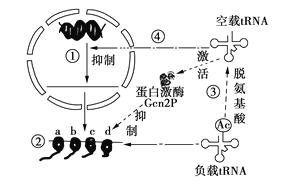 空载tRNA
④
①
抑制
激活
脱氨基酸
蛋白激酶
Gcn2P
③
抑制
Ac
② a b c d
负载tRNA